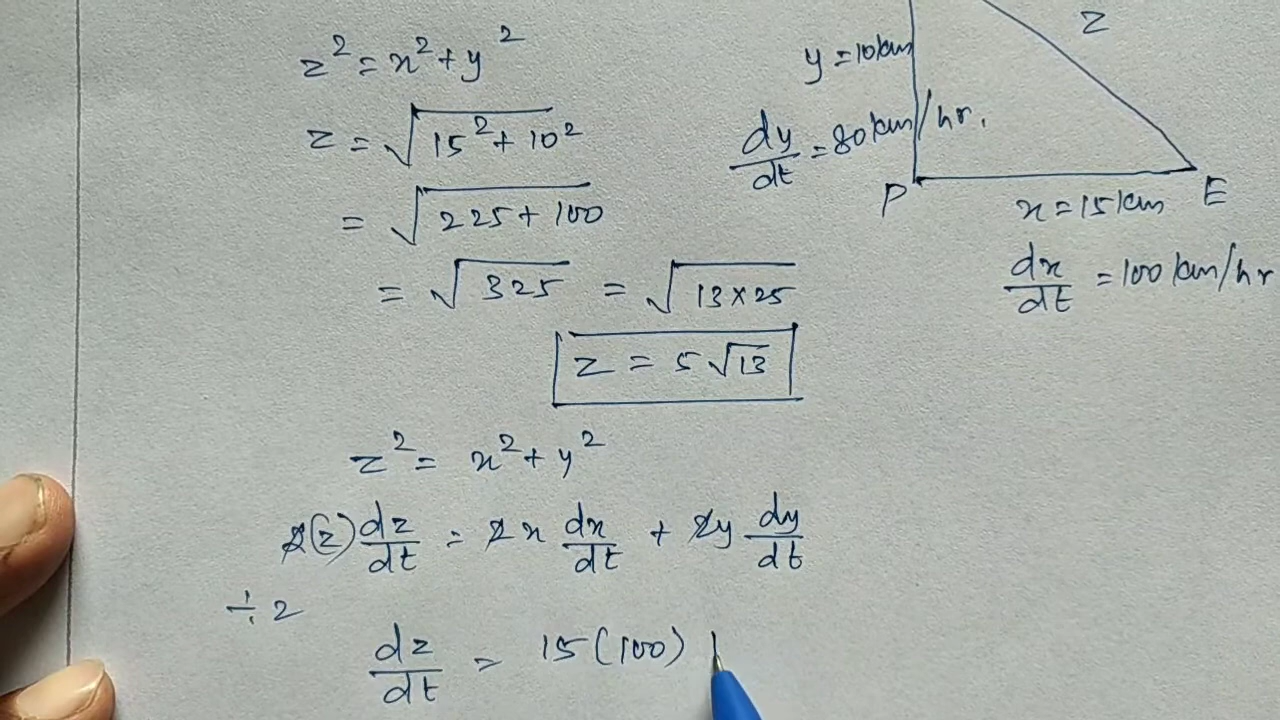 z² = x² + y²
z = √(15² + 10²)
= √(225 + 100)
= √325 = √(13×25)
z = 5√13
z² = x² + y²
2(z) dz/dt = 2x dx/dt + 2y dy/dt
÷2
dz/dt = 15(100)
z
y = 10km
dy/dt = 80km/hr.
P
E
x = 15km
dx/dt = 100km/hr